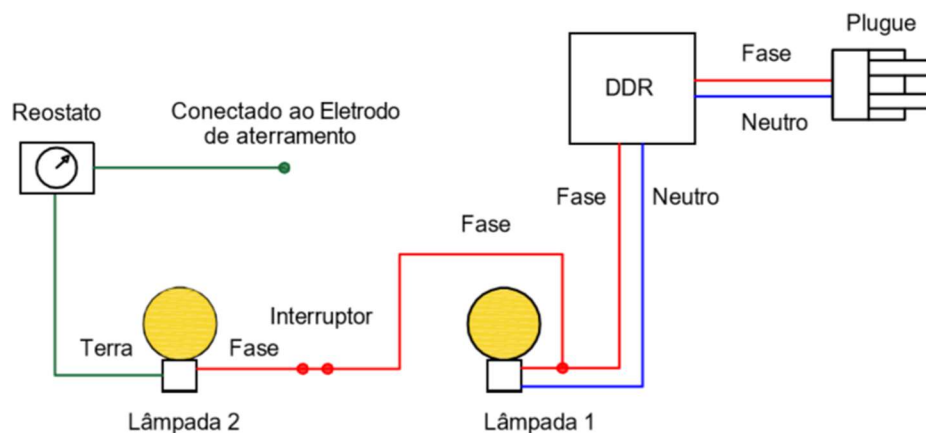 Plugue
Fase
DDR
Neutro
Reostato
Conectado ao Eletrodo
de aterramento
Fase
Neutro
Fase
Interruptor
Terra
Fase
Lâmpada 2
Lâmpada 1